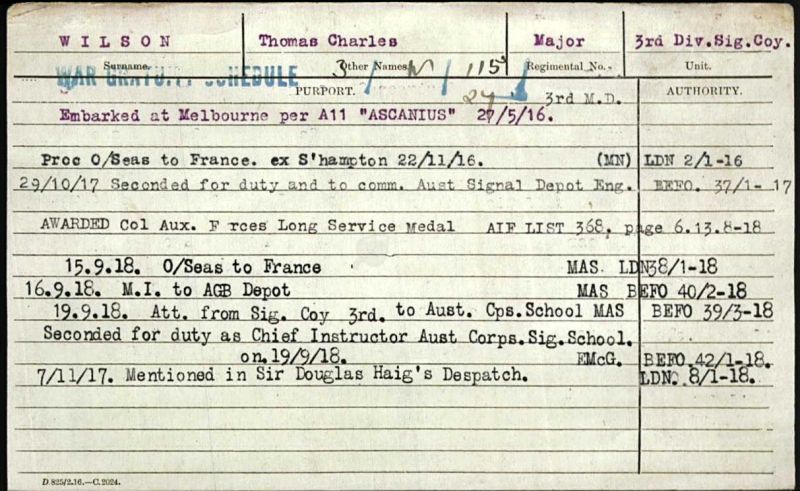 WILSON Thomas Charles Major 3rd Div.Sig.Coy.
Surname. Other Names. Regimental No. Unit.
WAR GRATUITY SCHEDULE 3 / W / 115
PURPORT. 3rd M.D. AUTHORITY.
Embarked at Melbourne per A11 "ASCANIUS" 27/5/16.
Proc O/Seas to France. ex S'hampton 22/11/16. (MN) LDN 2/1-16
29/10/17 Seconded for duty and to comm. Aust Signal Depot Eng. BEFO. 37/1-17
AWARDED Col Aux. F rces Long Service Medal AIF LIST 368, page 6.13.8-18
15.9.18. O/Seas to France MAS. LDN38/1-18
16.9.18. M.I. to AGB Depot MAS BEFO 40/2-18
19.9.18. Att. from Sig. Coy 3rd. to Aust. Cps.School MAS BEFO 39/3-18
Seconded for duty as Chief Instructor Aust Corps.Sig.School.
on.19/9/18. EMcG. BEFO.42/1-18.
7/11/17. Mentioned in Sir Douglas Haig's Despatch. LDN. 8/1-18.
D.825/2.16.—C.2024.